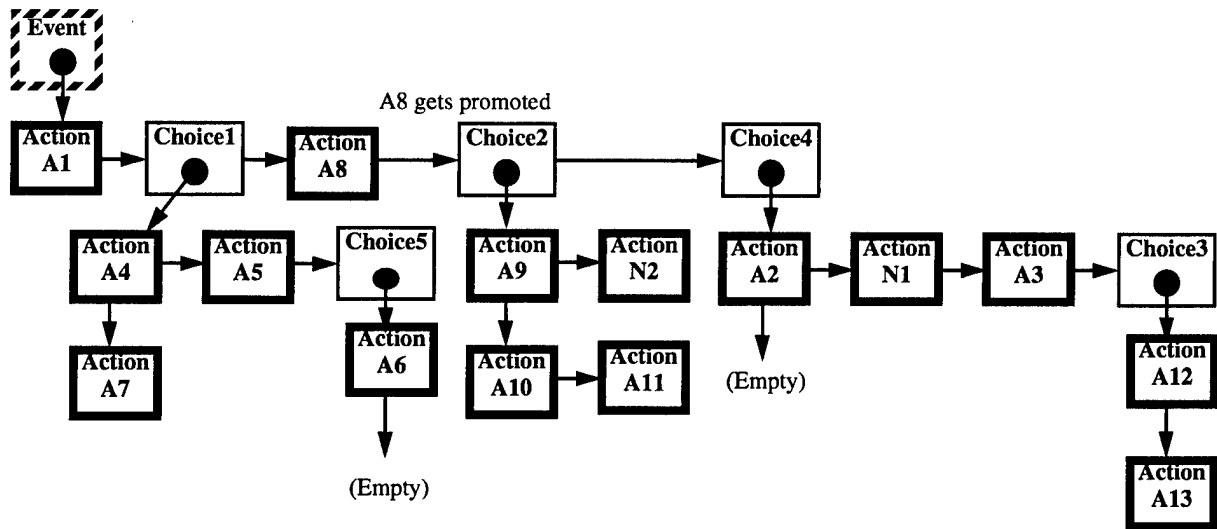 Event
A8 gets promoted
Action
A1
Choice1
Action
A8
Choice2
Choice4
Action
A4
Action
A5
Choice5
Action
A9
Action
N2
Action
A2
Action
N1
Action
A3
Choice3
Action
A7
Action
A6
Action
A10
Action
A11
(Empty)
Action
A12
(Empty)
Action
A13